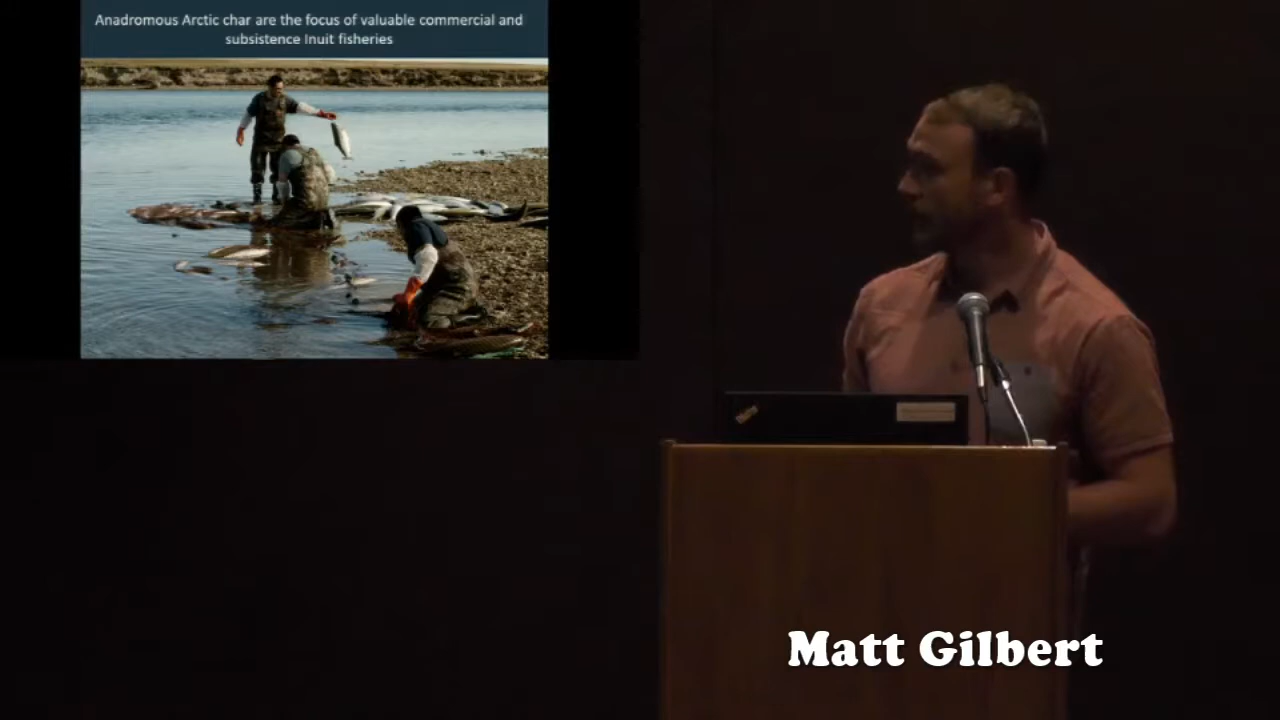 Anadromous Arctic char are the focus of valuable commercial and
subsistence Inuit fisheries
Matt Gilbert